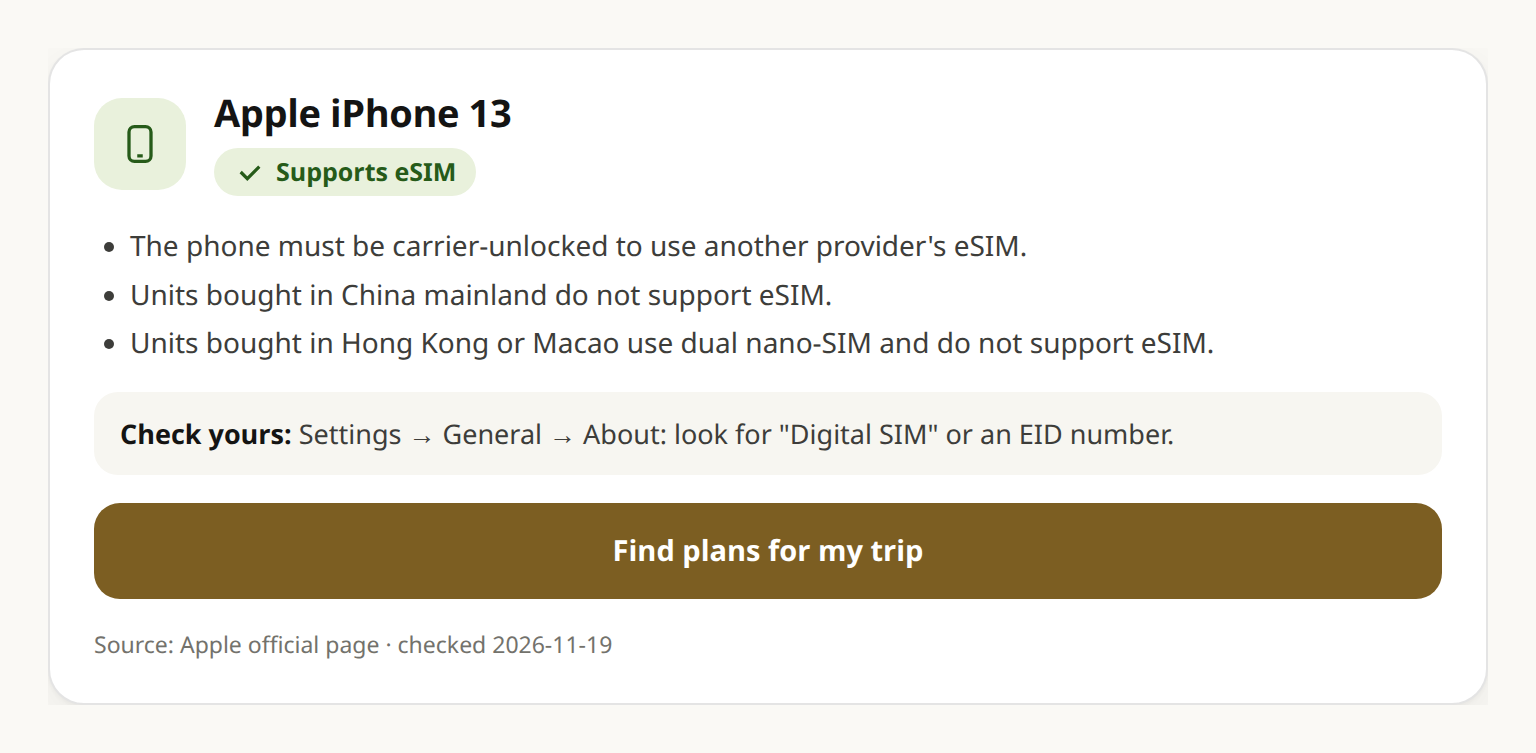 Apple iPhone 13
Supports eSIM
The phone must be carrier-unlocked to use another provider's eSIM.
Units bought in China mainland do not support eSIM.
Units bought in Hong Kong or Macao use dual nano-SIM and do not support eSIM.
Check yours: Settings → General → About: look for "Digital SIM" or an EID number.
Find plans for my trip
Source: Apple official page · checked 2026-11-19